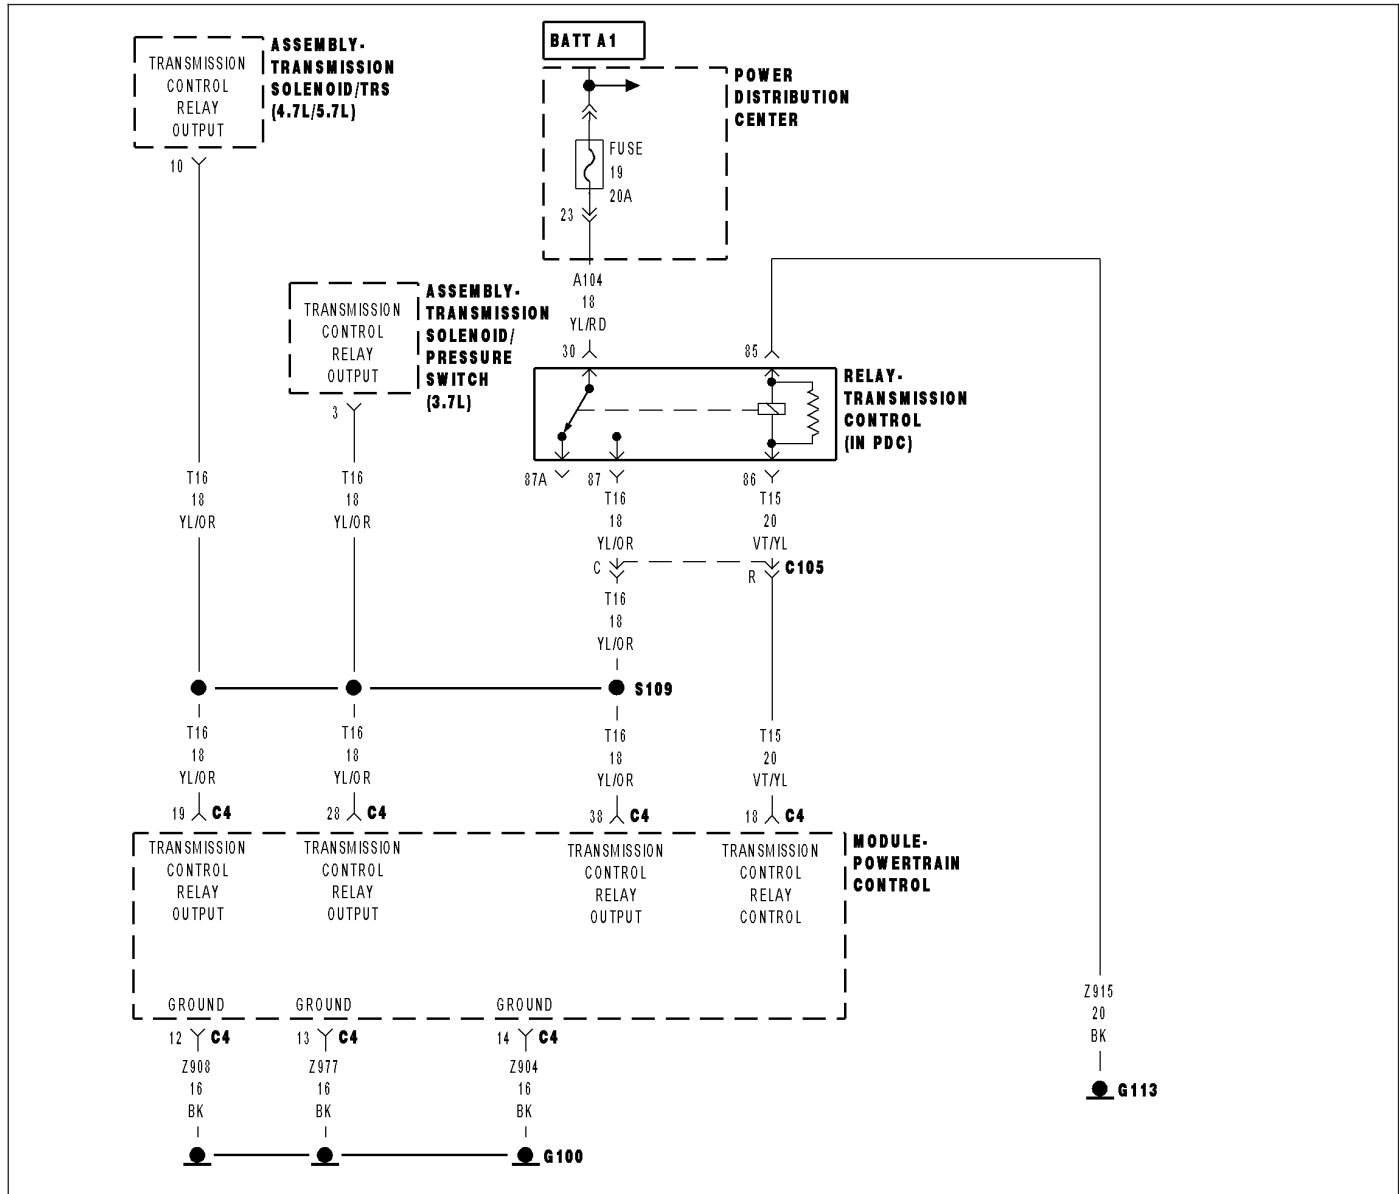 BATT A1
ASSEMBLY-
TRANSMISSION
SOLENOID/TRS
(4.7L/5.7L)
TRANSMISSION
CONTROL
RELAY
OUTPUT
10
POWER
DISTRIBUTION
CENTER
FUSE
19
20A
23
A104
18
YL/RD
30
85
ASSEMBLY-
TRANSMISSION
SOLENOID/
PRESSURE
SWITCH
(3.7L)
TRANSMISSION
CONTROL
RELAY
OUTPUT
3
RELAY-
TRANSMISSION
CONTROL
(IN PDC)
87A
87
86
T16
18
YL/OR
T16
18
YL/OR
T16
18
YL/OR
T15
20
VT/YL
C
R
C105
T16
18
YL/OR
S109
T16
18
YL/OR
T16
18
YL/OR
T16
18
YL/OR
T15
20
VT/YL
19 C4
28 C4
38 C4
18 C4
MODULE-
POWERTRAIN
CONTROL
TRANSMISSION
CONTROL
RELAY
OUTPUT
TRANSMISSION
CONTROL
RELAY
OUTPUT
TRANSMISSION
CONTROL
RELAY
OUTPUT
TRANSMISSION
CONTROL
RELAY
CONTROL
GROUND
GROUND
GROUND
12 C4
13 C4
14 C4
Z908
16
BK
Z977
16
BK
Z904
16
BK
G100
Z915
20
BK
G113